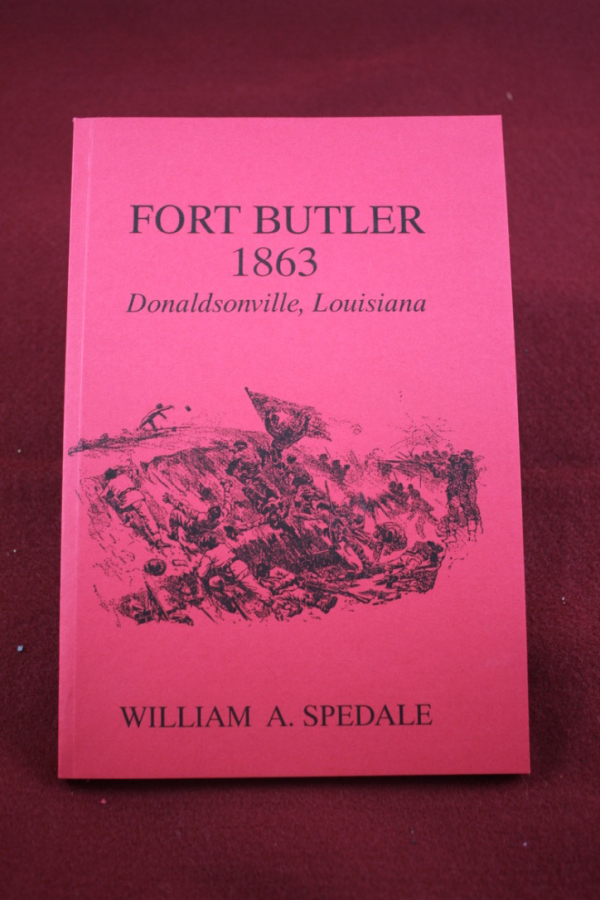 FORT BUTLER
1863
Donaldsonville, Louisiana
WILLIAM A. SPEDALE